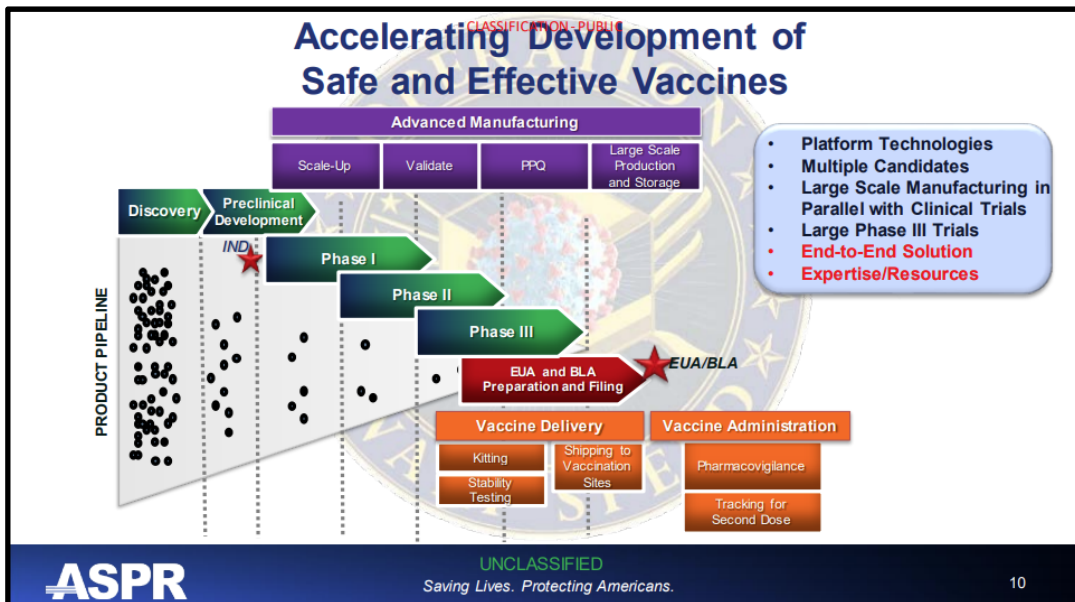 CLASSIFICATION - PUBLIC
Accelerating Development of
Safe and Effective Vaccines
Advanced Manufacturing
Scale-Up
Validate
PPQ
Large Scale
Production
and Storage
• Platform Technologies
• Multiple Candidates
• Large Scale Manufacturing in
Parallel with Clinical Trials
• Large Phase III Trials
• End-to-End Solution
• Expertise/Resources
Discovery
Preclinical
Development
IND
Phase I
Phase II
Phase III
EUA and BLA
Preparation and Filing
EUA/BLA
PRODUCT PIPELINE
Vaccine Delivery
Kitting
Stability
Testing
Shipping to
Vaccination
Sites
Vaccine Administration
Pharmacovigilance
Tracking for
Second Dose
OPERATION
WARP SPEED
ASPR
UNCLASSIFIED
Saving Lives. Protecting Americans.
10